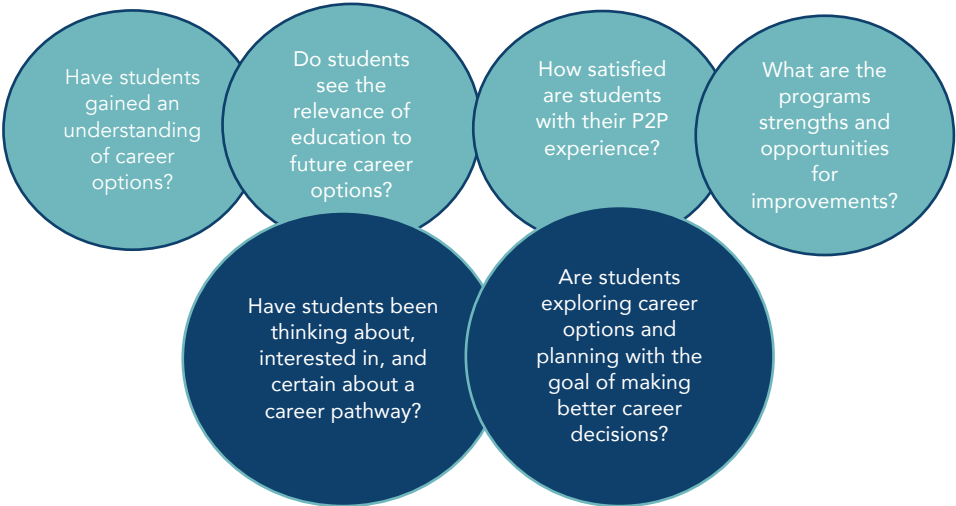 Have students
gained an
understanding
of career
options?
Do students
see the
relevance of
education to
future career
options?
How satisfied
are students
with their P2P
experience?
What are the
programs
strengths and
opportunities
for
improvements?
Have students been
thinking about,
interested in, and
certain about a
career pathway?
Are students
exploring career
options and
planning with the
goal of making
better career
decisions?